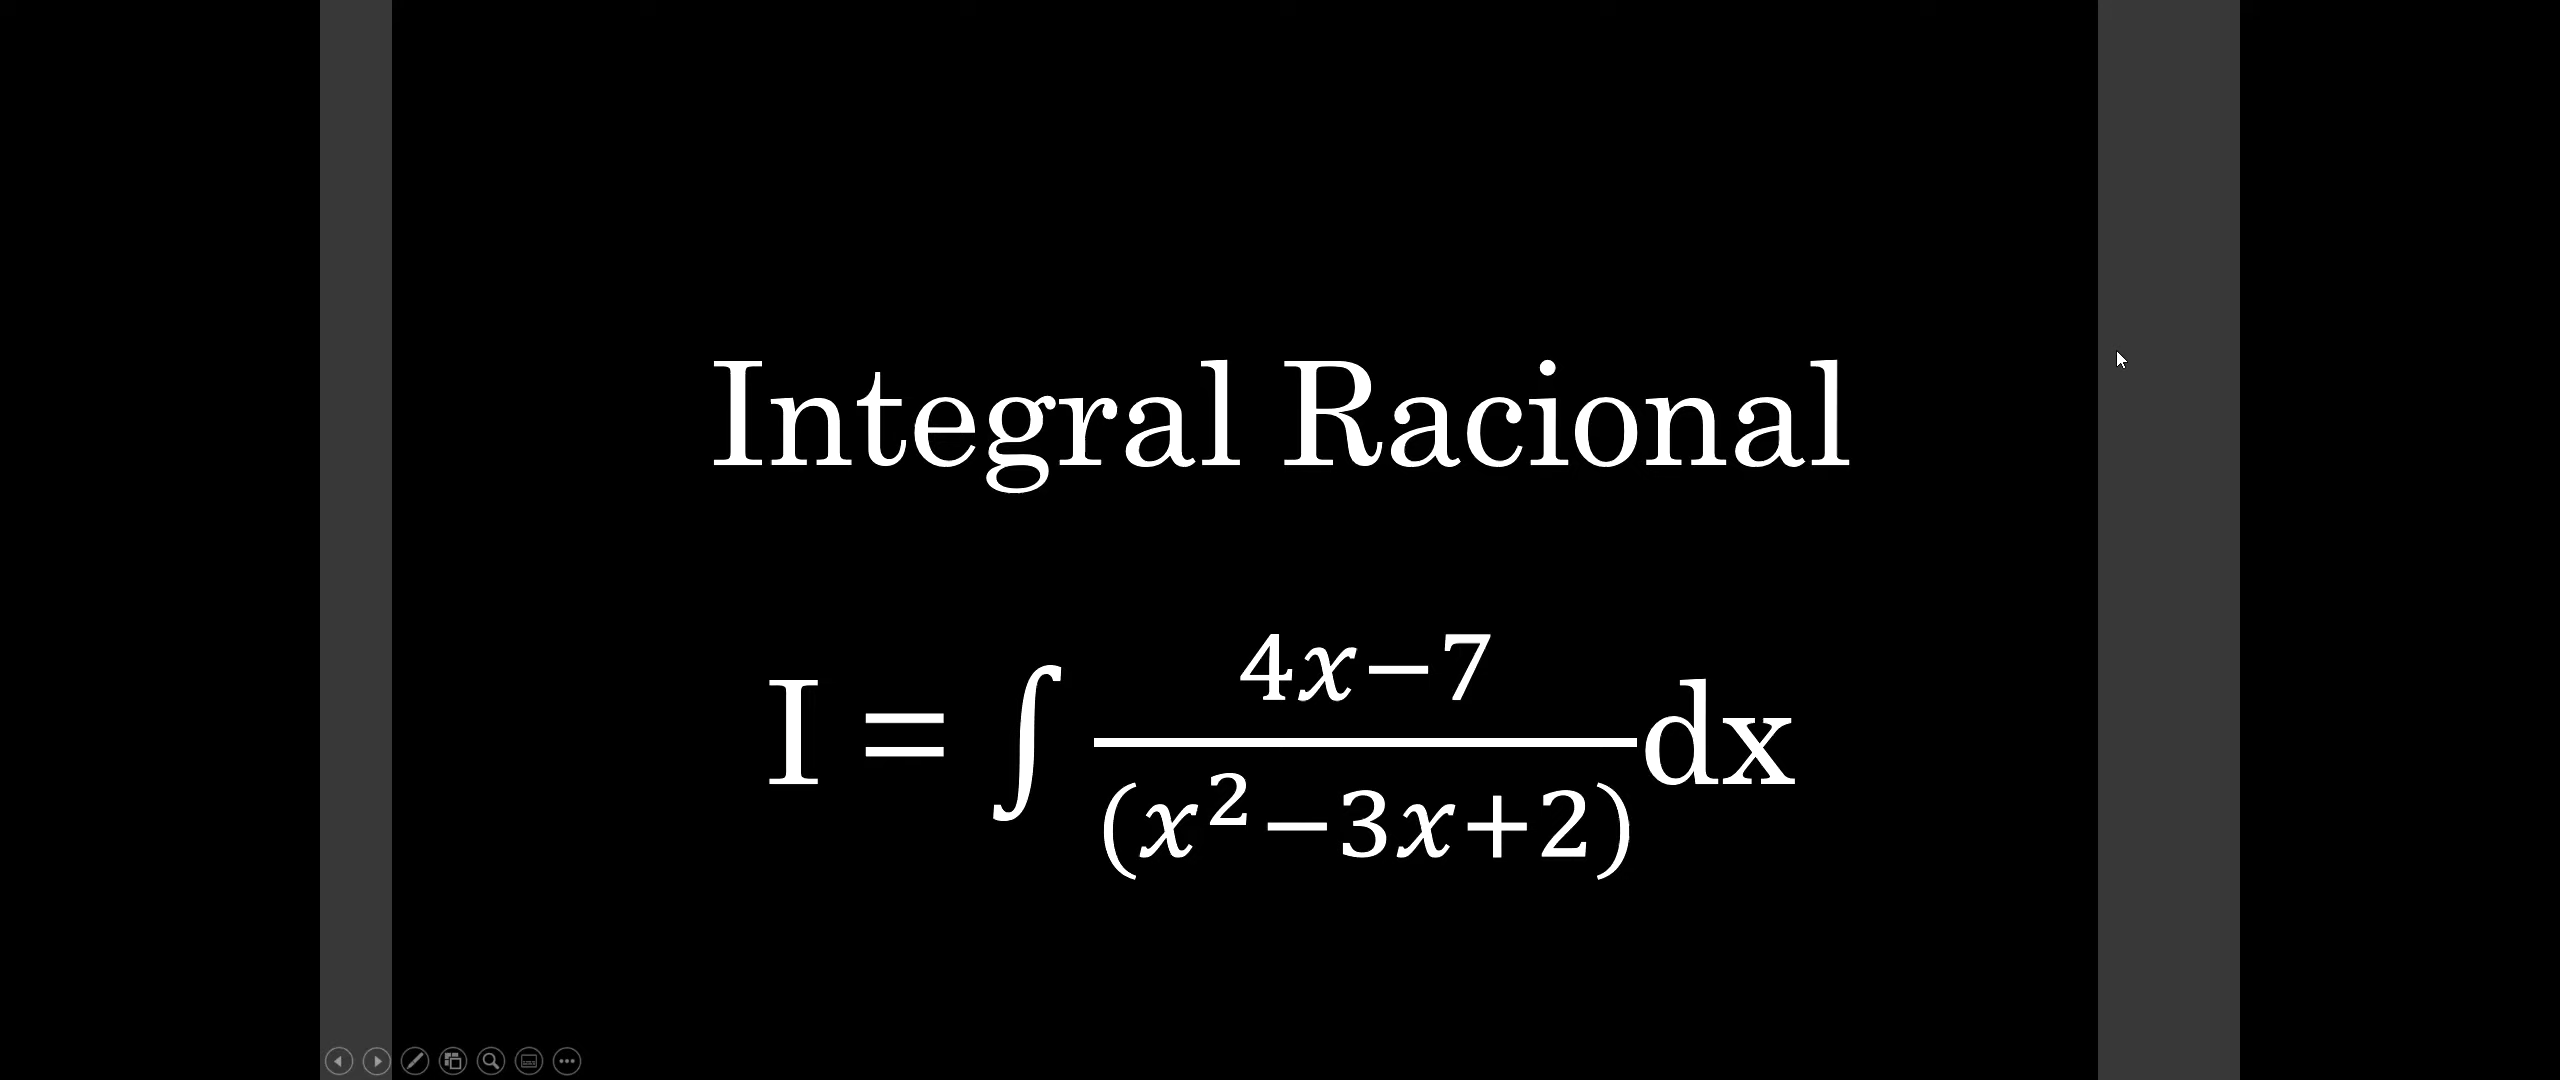 Integral Racional
I = ∫ 4x−7 / (x²−3x+2) dx